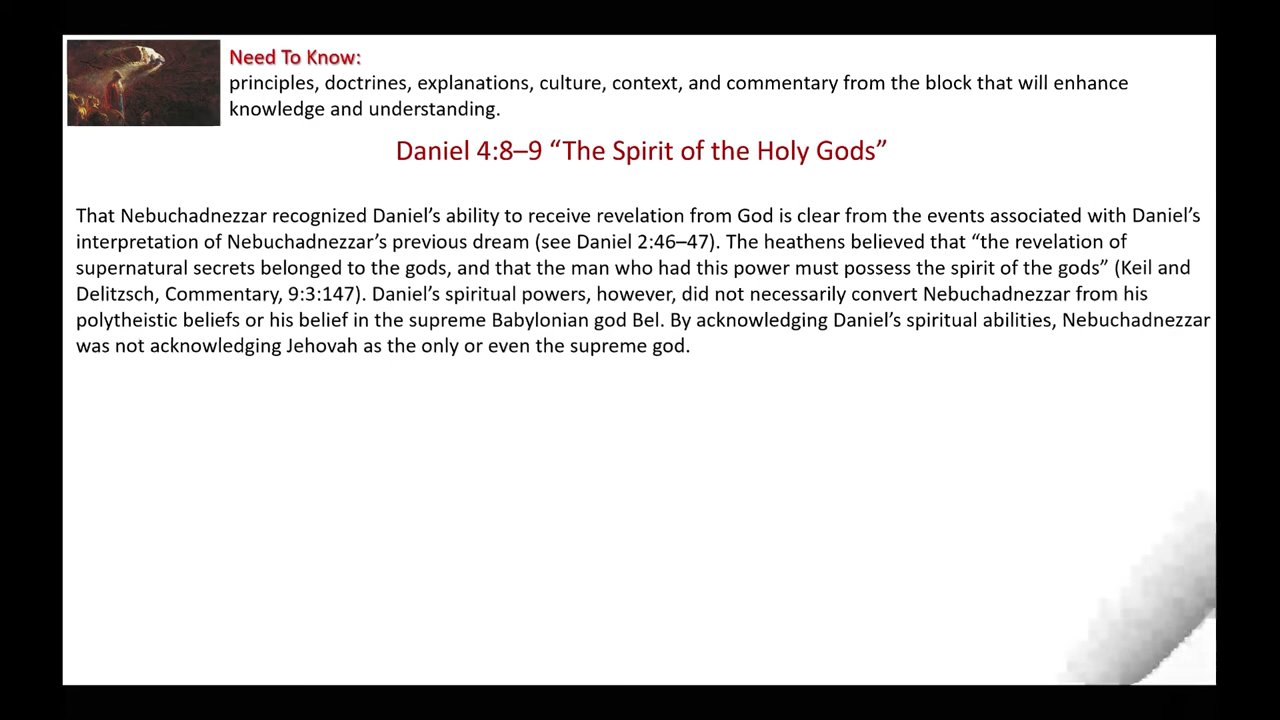 Need To Know:
principles, doctrines, explanations, culture, context, and commentary from the block that will enhance
knowledge and understanding.
Daniel 4:8–9 “The Spirit of the Holy Gods”
That Nebuchadnezzar recognized Daniel’s ability to receive revelation from God is clear from the events associated with Daniel’s
interpretation of Nebuchadnezzar’s previous dream (see Daniel 2:46–47). The heathens believed that “the revelation of
supernatural secrets belonged to the gods, and that the man who had this power must possess the spirit of the gods” (Keil and
Delitzsch, Commentary, 9:3:147). Daniel’s spiritual powers, however, did not necessarily convert Nebuchadnezzar from his
polytheistic beliefs or his belief in the supreme Babylonian god Bel. By acknowledging Daniel’s spiritual abilities, Nebuchadnezzar
was not acknowledging Jehovah as the only or even the supreme god.